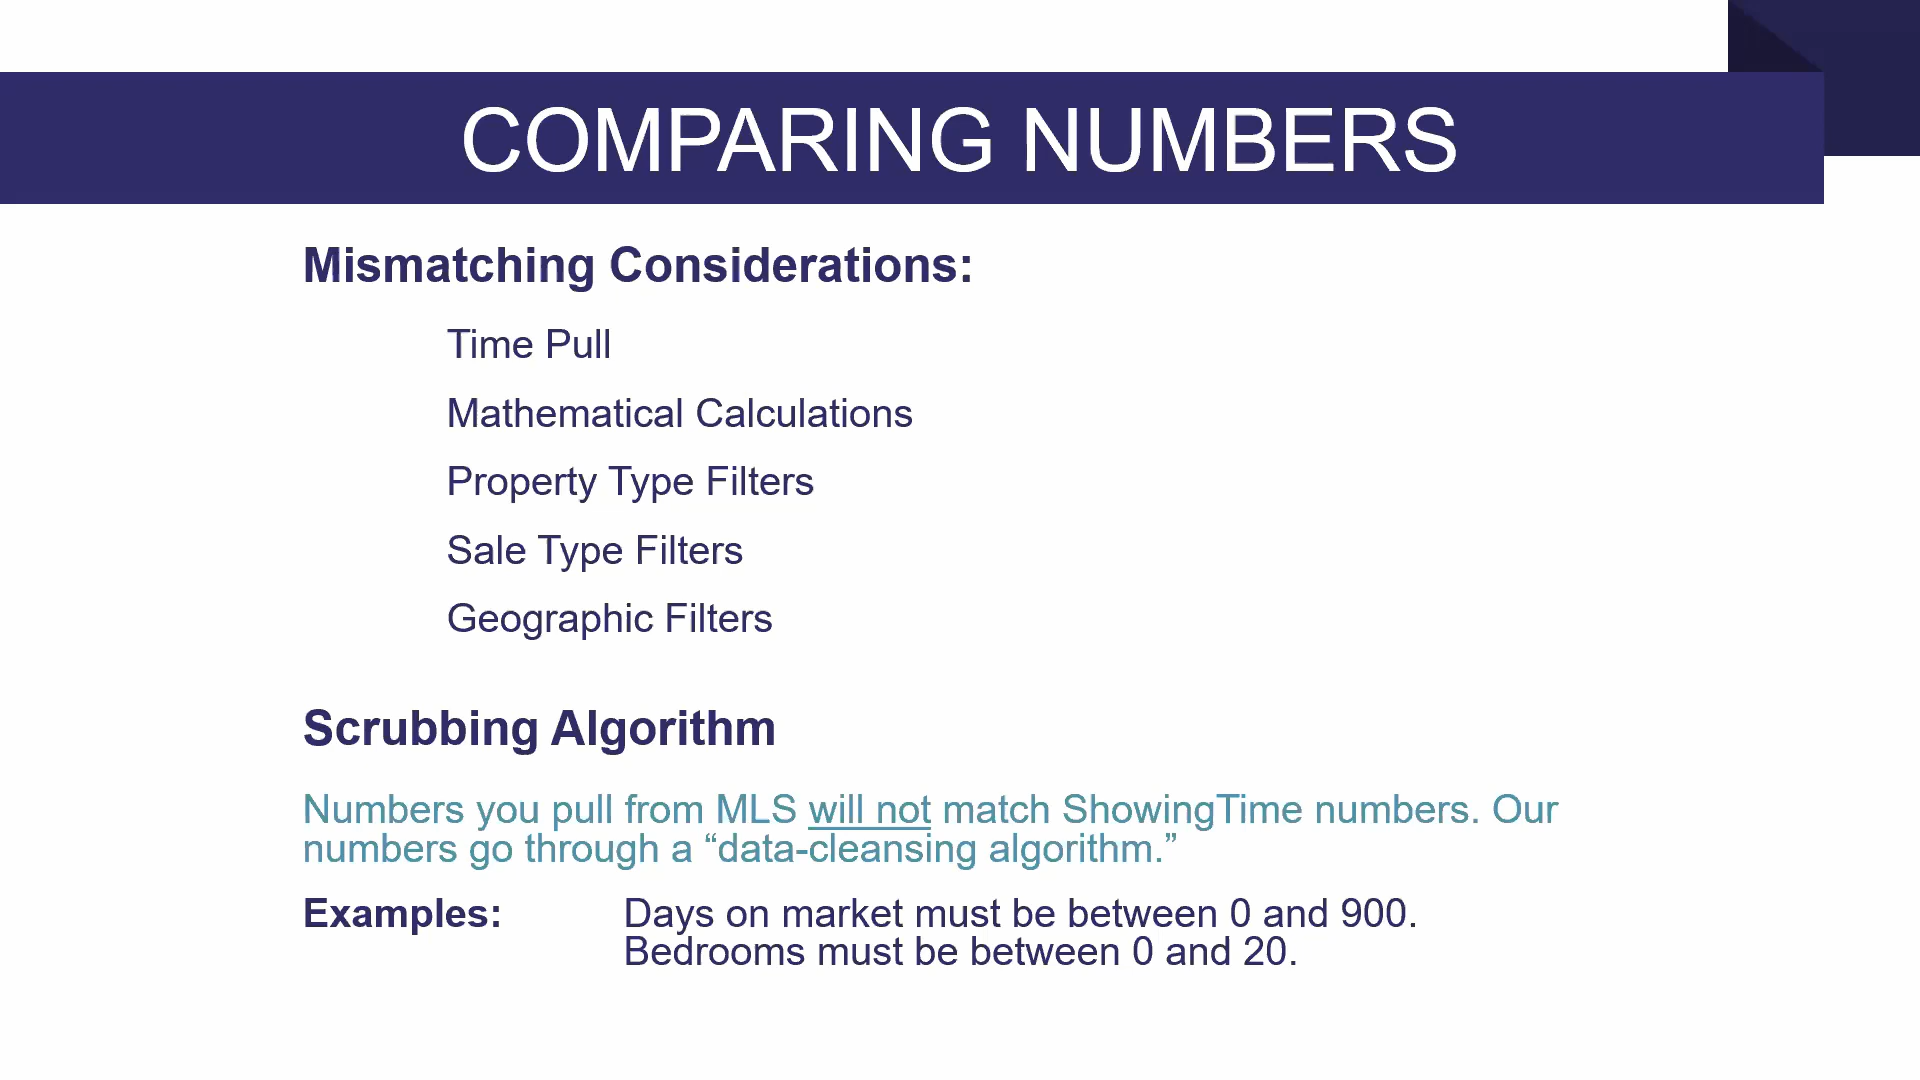 COMPARING NUMBERS
Mismatching Considerations:
Time Pull
Mathematical Calculations
Property Type Filters
Sale Type Filters
Geographic Filters
Scrubbing Algorithm
Numbers you pull from MLS will not match ShowingTime numbers. Our
numbers go through a “data-cleansing algorithm.”
Examples: Days on market must be between 0 and 900.
Bedrooms must be between 0 and 20.